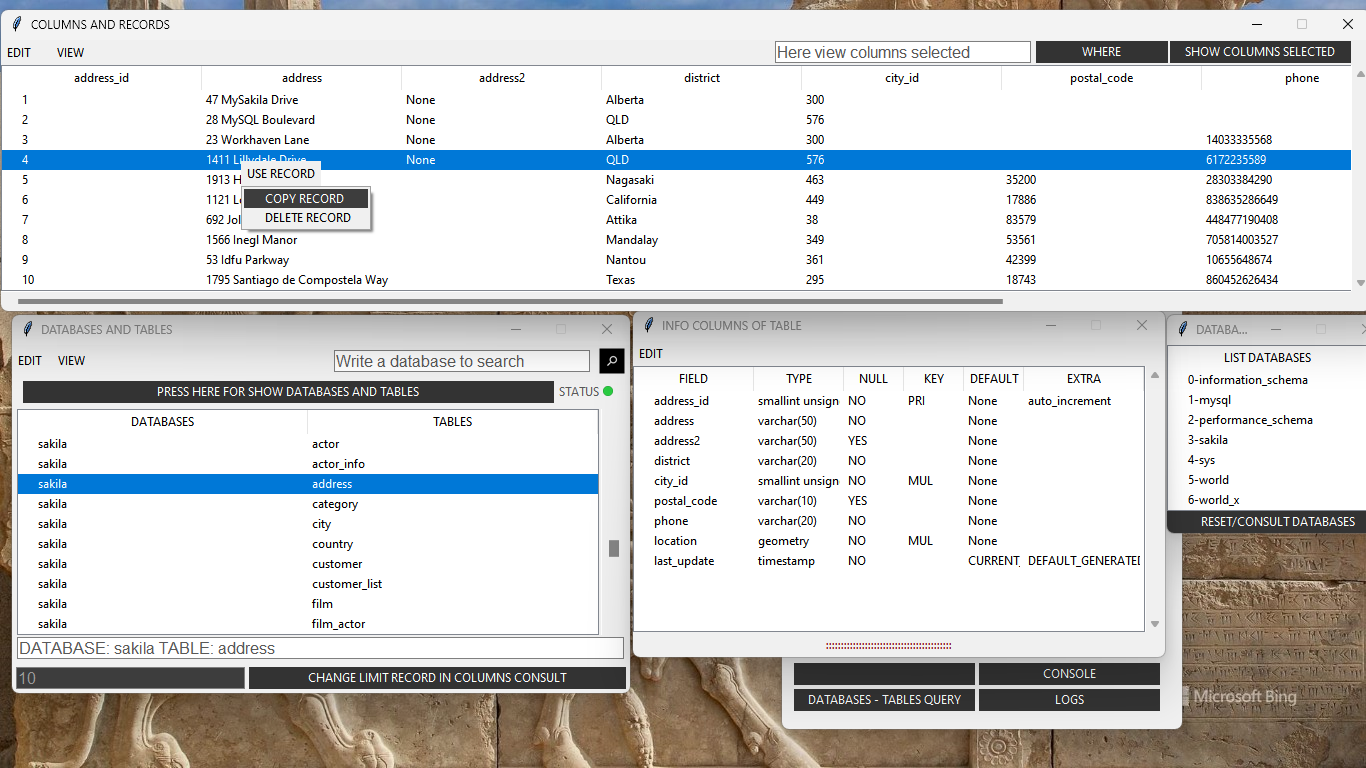 COLUMNS AND RECORDS
EDIT VIEW Here view columns selected WHERE SHOW COLUMNS SELECTED
address_id address address2 district city_id postal_code phone
1 47 MySakila Drive None Alberta 300
2 28 MySQL Boulevard None QLD 576
3 23 Workhaven Lane None Alberta 300 14033335568
4 1411 Lillydale Drive None QLD 576 6172235589
USE RECORD
5 1913 H Nagasaki 463 35200 28303384290
COPY RECORD
6 1121 L California 449 17886 838635286649
DELETE RECORD
7 692 Jol Attika 38 83579 448477190408
8 1566 Inegl Manor Mandalay 349 53561 705814003527
9 53 Idfu Parkway Nantou 361 42399 10655648674
10 1795 Santiago de Compostela Way Texas 295 18743 860452626434
DATABASES AND TABLES
EDIT VIEW Write a database to search
PRESS HERE FOR SHOW DATABASES AND TABLES STATUS
DATABASES TABLES
sakila actor
sakila actor_info
sakila address
sakila category
sakila city
sakila country
sakila customer
sakila customer_list
sakila film
sakila film_actor
DATABASE: sakila TABLE: address
10 CHANGE LIMIT RECORD IN COLUMNS CONSULT
INFO COLUMNS OF TABLE
EDIT
FIELD TYPE NULL KEY DEFAULT EXTRA
address_id smallint unsign NO PRI None auto_increment
address varchar(50) NO None
address2 varchar(50) YES None
district varchar(20) NO None
city_id smallint unsign NO MUL None
postal_code varchar(10) YES None
phone varchar(20) NO None
location geometry NO MUL None
last_update timestamp NO CURRENT_ DEFAULT_GENERATED
DATABA...
LIST DATABASES
0-information_schema
1-mysql
2-performance_schema
3-sakila
4-sys
5-world
6-world_x
RESET/CONSULT DATABASES
CONSOLE
DATABASES - TABLES QUERY LOGS
Microsoft Bing